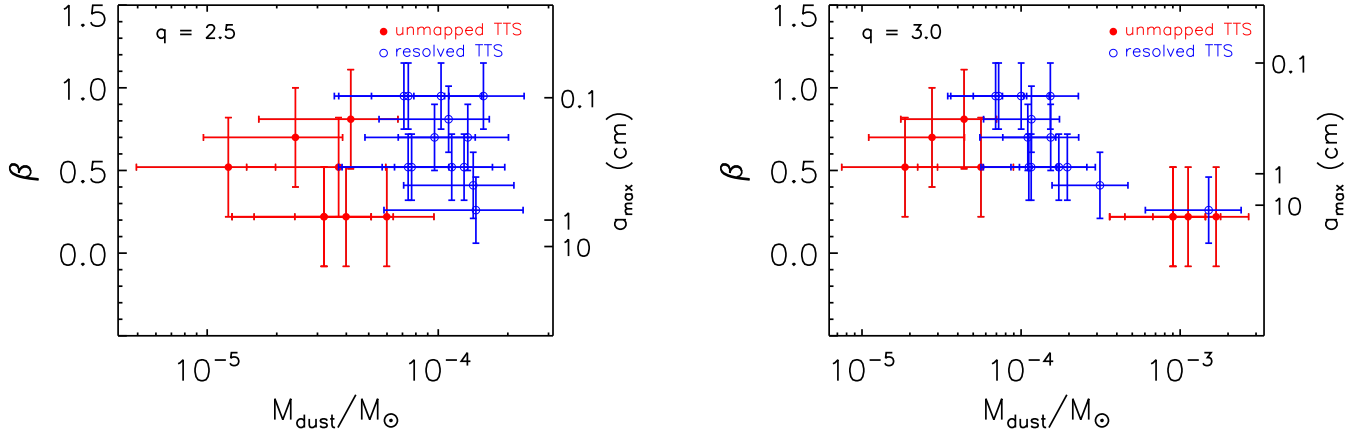 q = 2.5
unmapped TTS
resolved TTS
1.5
1.0
0.5
0.0
β
0.1
1
10
a_max (cm)
10^-5
10^-4
M_dust/M_⊙
q = 3.0
unmapped TTS
resolved TTS
1.5
1.0
0.5
0.0
β
0.1
1
10
a_max (cm)
10^-5
10^-4
10^-3
M_dust/M_⊙